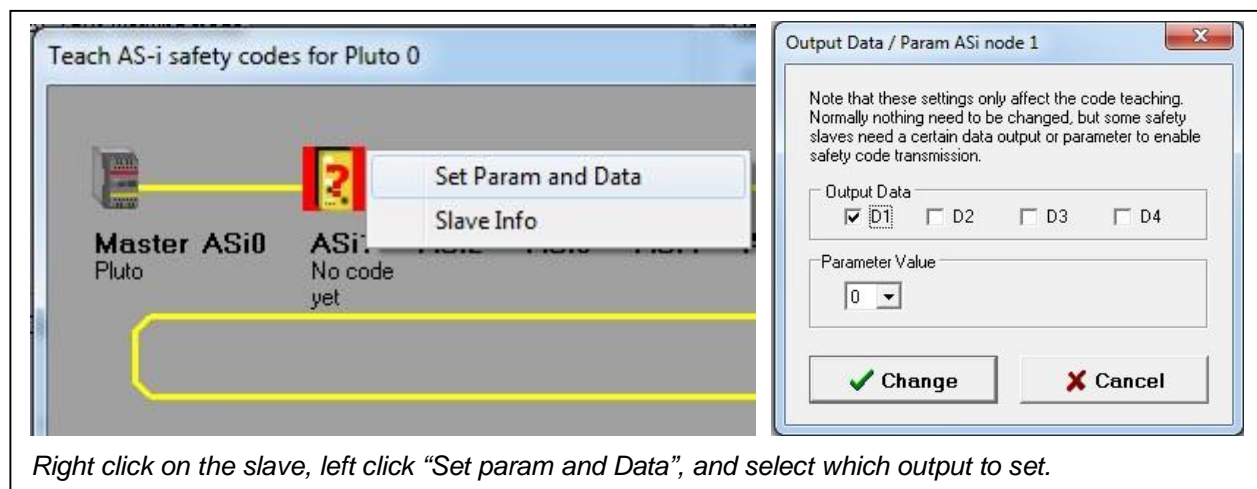 Teach AS-i safety codes for Pluto 0
Set Param and Data
Slave Info
Master ASi0
Pluto
ASi1
No code
yet
Output Data / Param ASi node 1
Note that these settings only affect the code teaching.
Normally nothing need to be changed, but some safety
slaves need a certain data output or parameter to enable
safety code transmission.
Output Data
D1 D2 D3 D4
Parameter Value
0
Change Cancel
Right click on the slave, left click “Set param and Data”, and select which output to set.